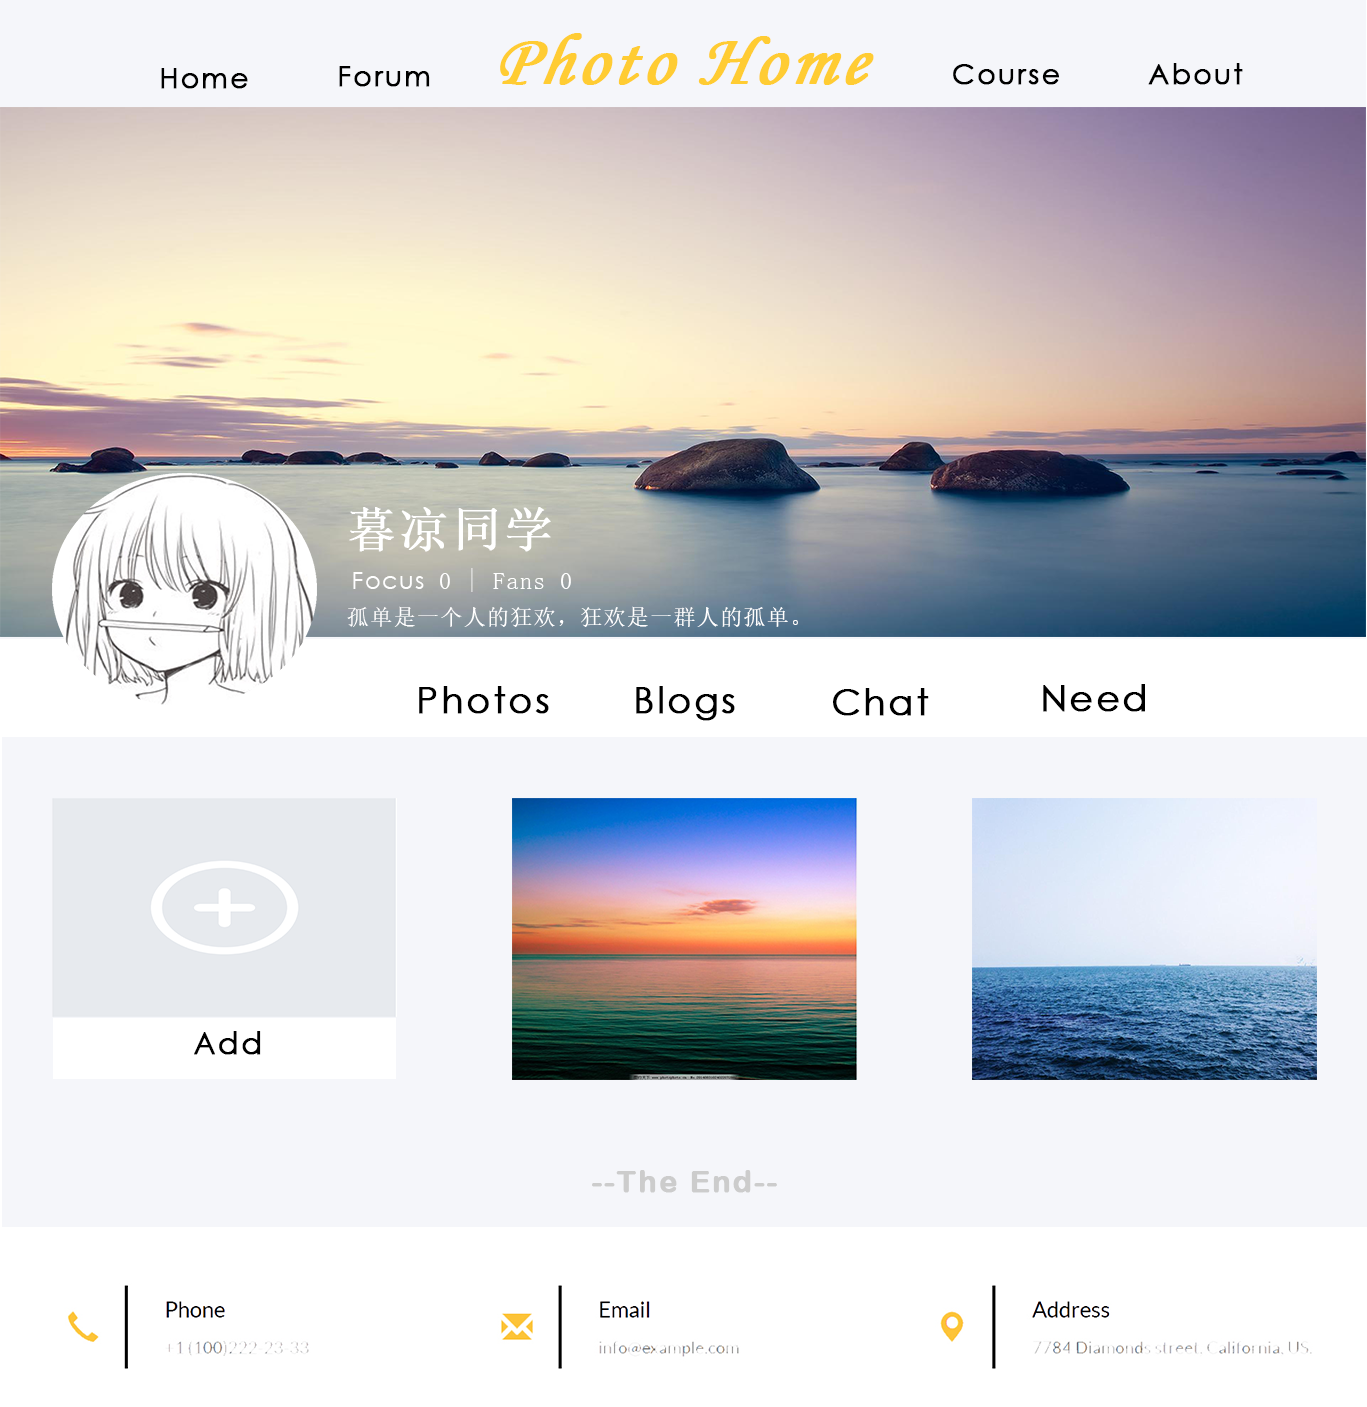 Home
Forum
Photo Home
Course
About
暮凉同学
Focus 0 | Fans 0
孤单是一个人的狂欢，狂欢是一群人的孤单。
Photos
Blogs
Chat
Need
Add
--The End--
Phone
+1 (100)222-23-33
Email
info@example.com
Address
7784 Diamonds street, California, US.